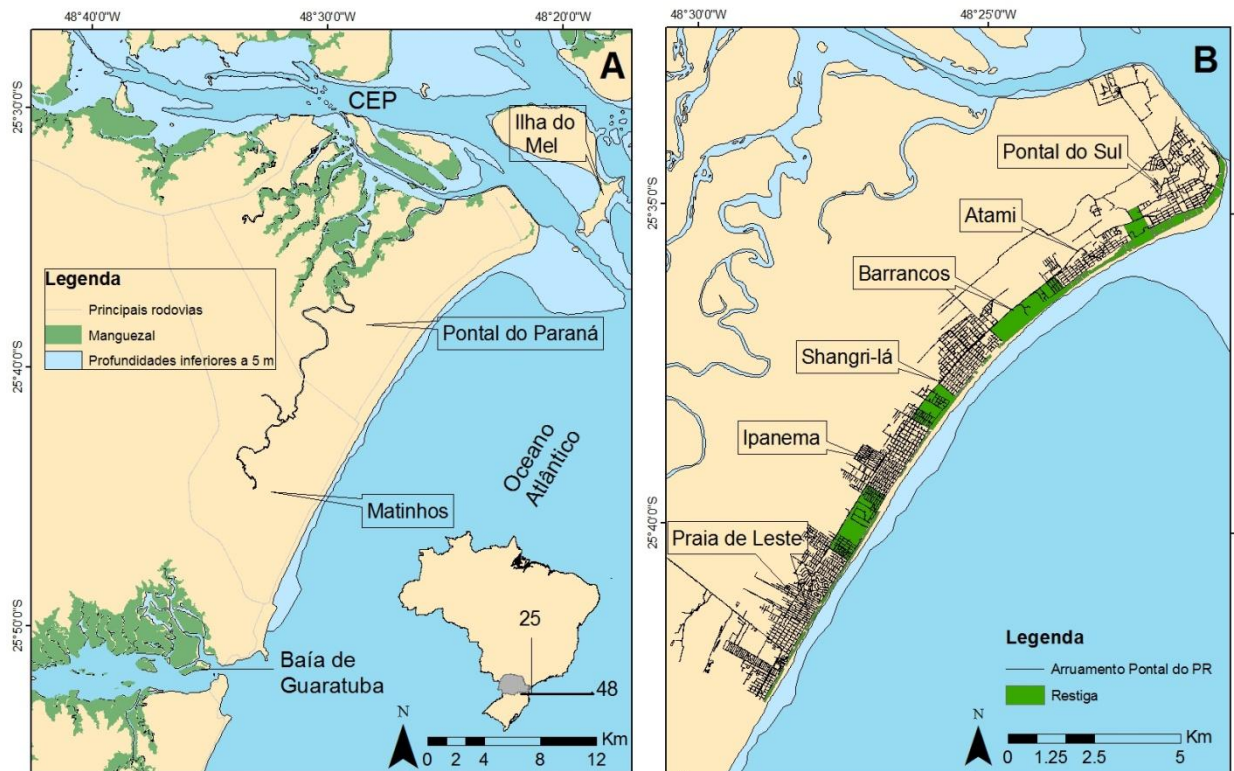 48°40'0"W
48°30'0"W
48°20'0"W
25°30'0"S
25°40'0"S
25°50'0"S
A
CEP
Ilha do
Mel
Legenda
Principais rodovias
Manguezal
Profundidades inferiores a 5 m
Pontal do Paraná
Matinhos
Oceano
Atlântico
Baía de
Guaratuba
25
48
N
Km
0 2 4 8 12
48°30'0"W
48°25'0"W
25°35'0"S
25°40'0"S
B
Pontal do Sul
Atami
Barrancos
Shangri-lá
Ipanema
Praia de Leste
Legenda
Arruamento Pontal do PR
Restiga
N
Km
0 1.25 2.5 5